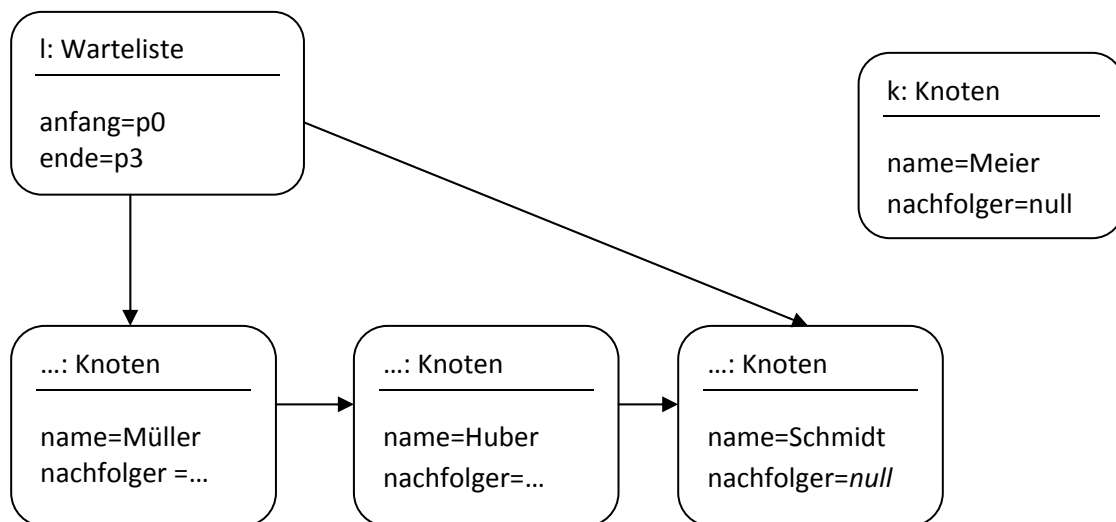 l: Warteliste
anfang=p0
ende=p3
k: Knoten
name=Meier
nachfolger=null
...: Knoten
name=Müller
nachfolger =...
...: Knoten
name=Huber
nachfolger=...
...: Knoten
name=Schmidt
nachfolger=null